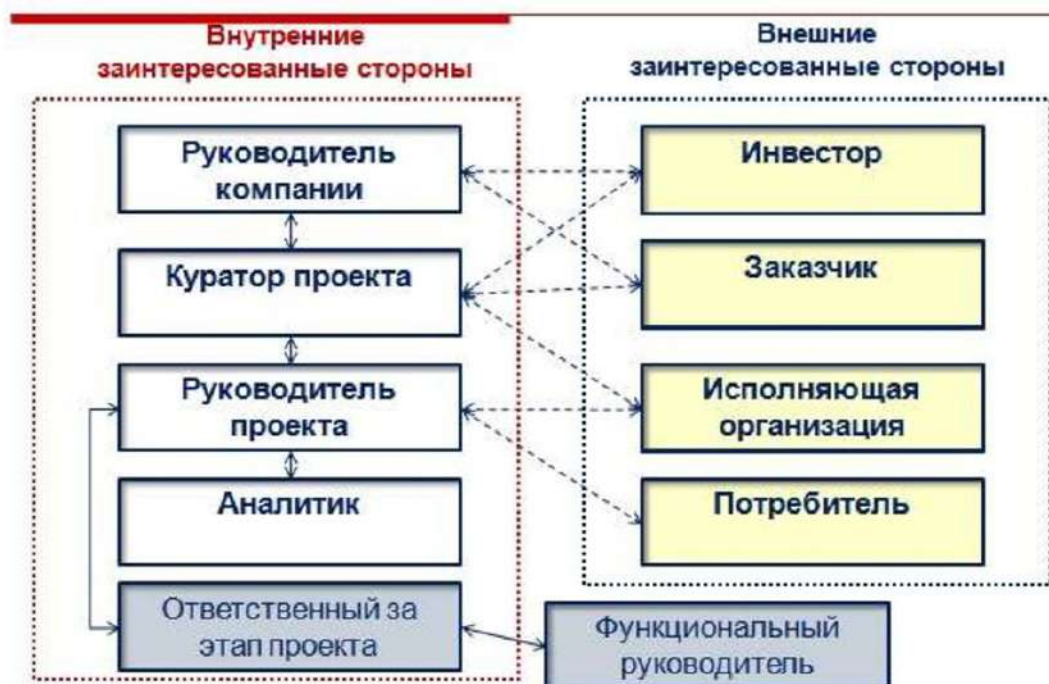 Внутренние
заинтересованные стороны
Внешние
заинтересованные стороны
Руководитель
компании
Инвестор
Куратор проекта
Заказчик
Руководитель
проекта
Исполняющая
организация
Аналитик
Потребитель
Ответственный за
этап проекта
Функциональный
руководитель